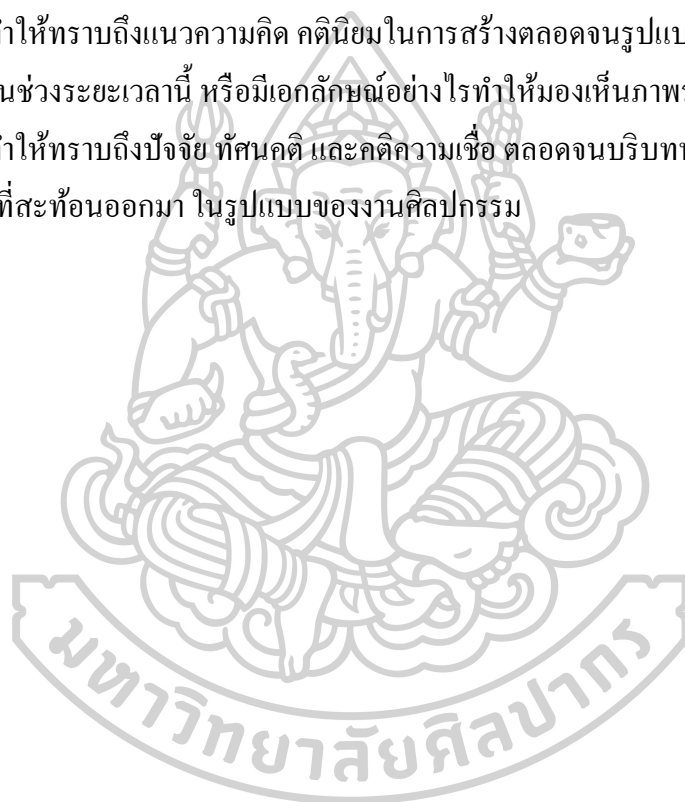 ทำให้ทราบถึงแนวความคิด คตินิยมในการสร้างตลอดจนรูปแบ
นช่วงระยะเวลานี้ หรือมีเอกลักษณ์อย่างไรทำให้มองเห็นภาพร
ทำให้ทราบถึงปัจจัย ทัศนคติ และคติความเชื่อ ตลอดจนบริบท
ที่สะท้อนออกมา ในรูปแบบของงานศิลปกรรม
มหาวิทยาลัยศิลปากร